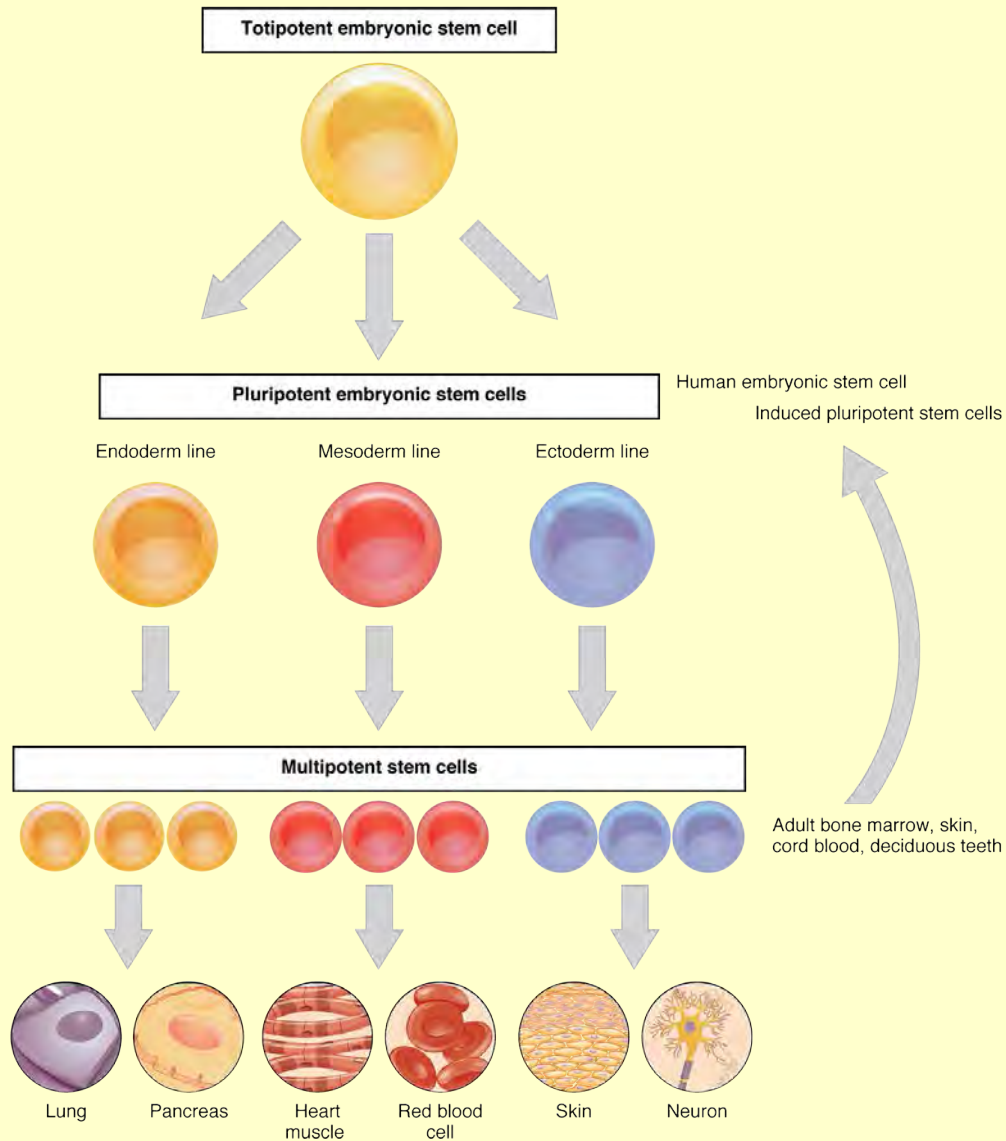 Totipotent embryonic stem cell
Pluripotent embryonic stem cells
Human embryonic stem cell
Induced pluripotent stem cells
Endoderm line
Mesoderm line
Ectoderm line
Multipotent stem cells
Adult bone marrow, skin,
cord blood, deciduous teeth
Lung
Pancreas
Heart
muscle
Red blood
cell
Skin
Neuron